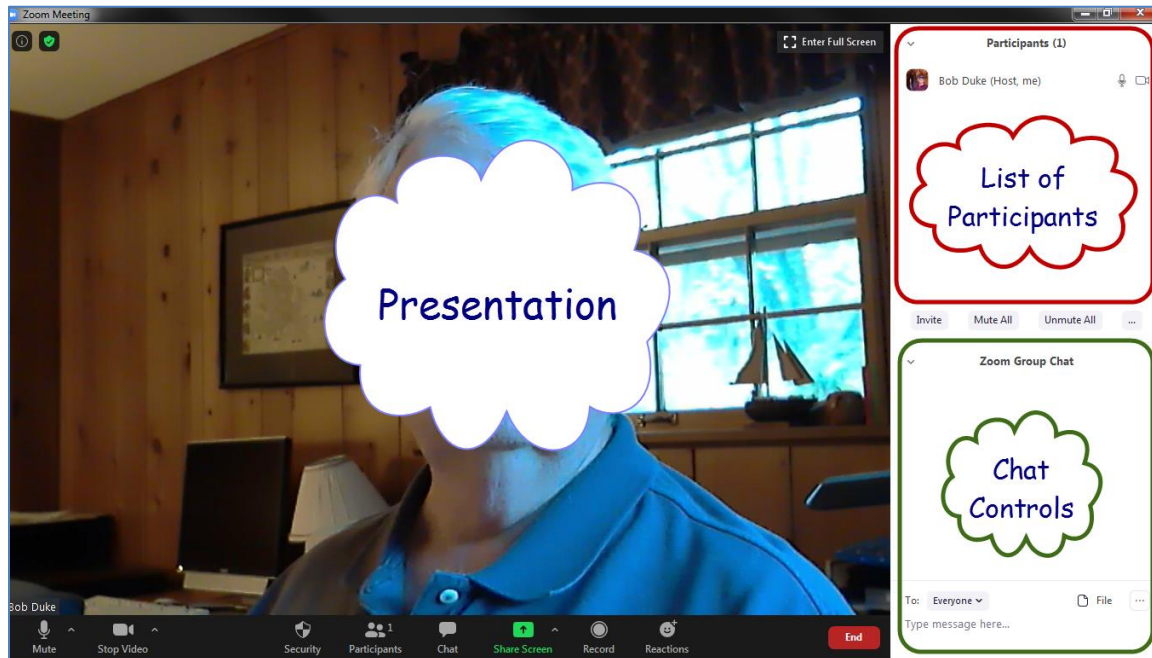 Zoom Meeting
Enter Full Screen
Presentation
Bob Duke
Mute
Stop Video
Security
Participants
1
Chat
Share Screen
Record
Reactions
End
Participants (1)
Bob Duke (Host, me)
List of
Participants
Invite
Mute All
Unmute All
...
Zoom Group Chat
Chat
Controls
To:
Everyone
File
...
Type message here...